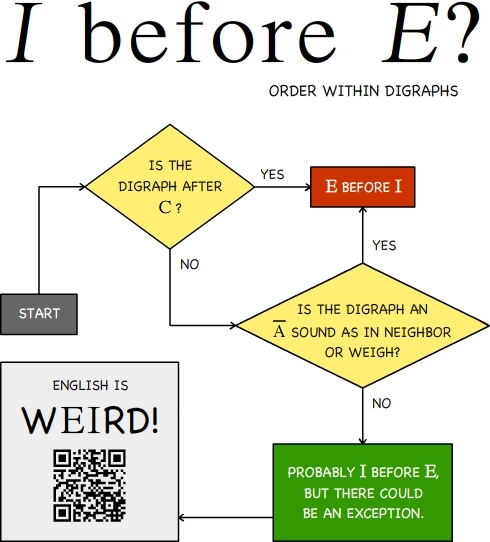 I before E?
ORDER WITHIN DIGRAPHS
IS THE
DIGRAPH AFTER
C ?
YES
E BEFORE I
NO
YES
START
IS THE DIGRAPH AN
Ā SOUND AS IN NEIGHBOR
OR WEIGH?
NO
ENGLISH IS
WEIRD!
PROBABLY I BEFORE E,
BUT THERE COULD
BE AN EXCEPTION.